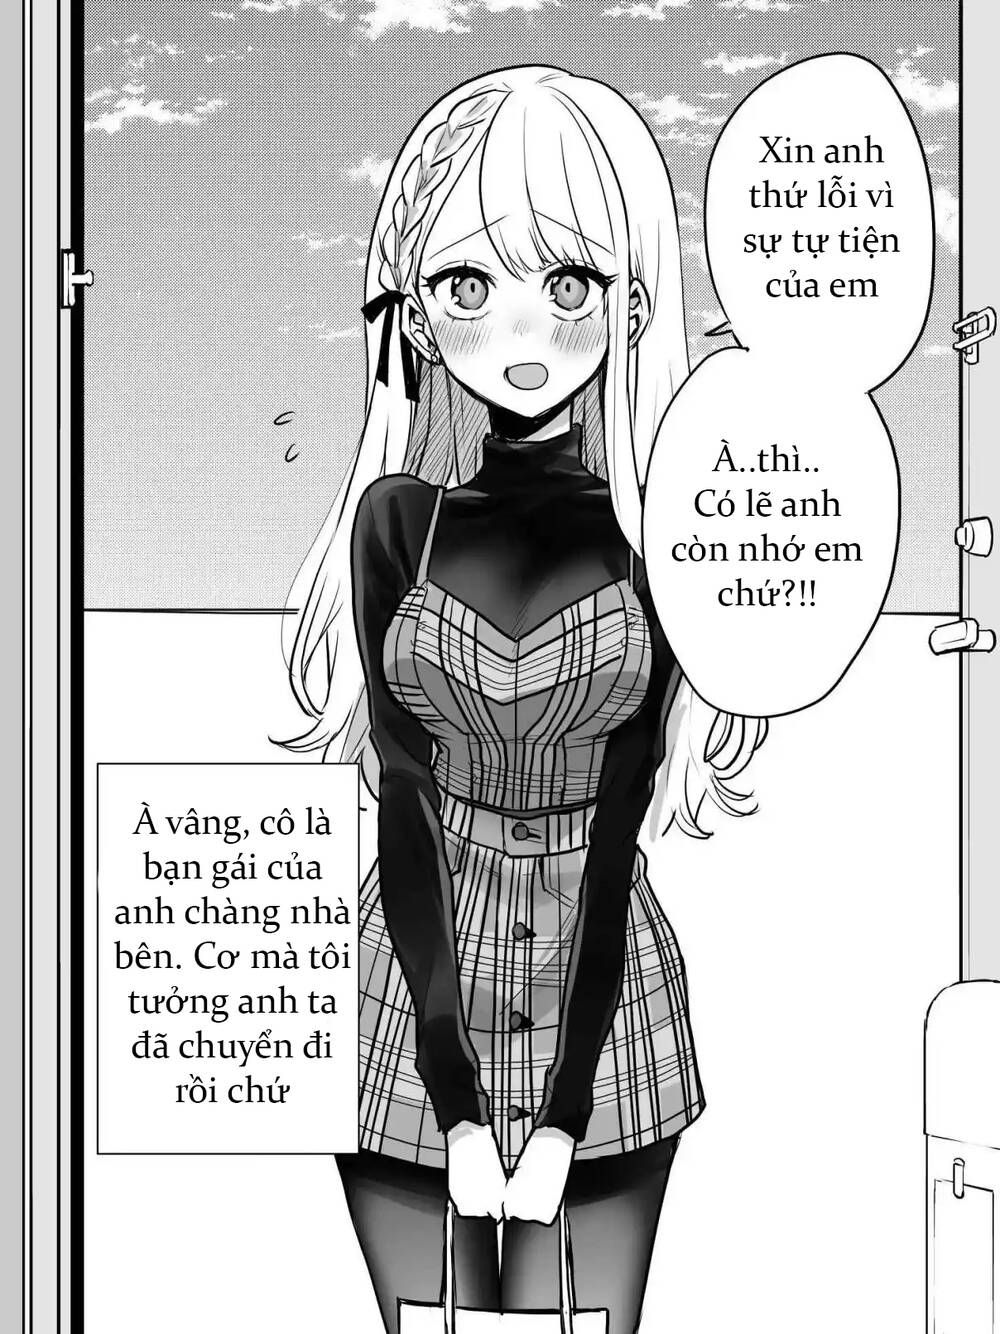 Xin anh
thứ lỗi vì
sự tự tiện
của em
À..thì..
Có lẽ anh
còn nhớ em
chứ?!!
À vâng, cô là
bạn gái của
anh chàng nhà
bên. Cơ mà tôi
tưởng anh ta
đã chuyển đi
rồi chứ